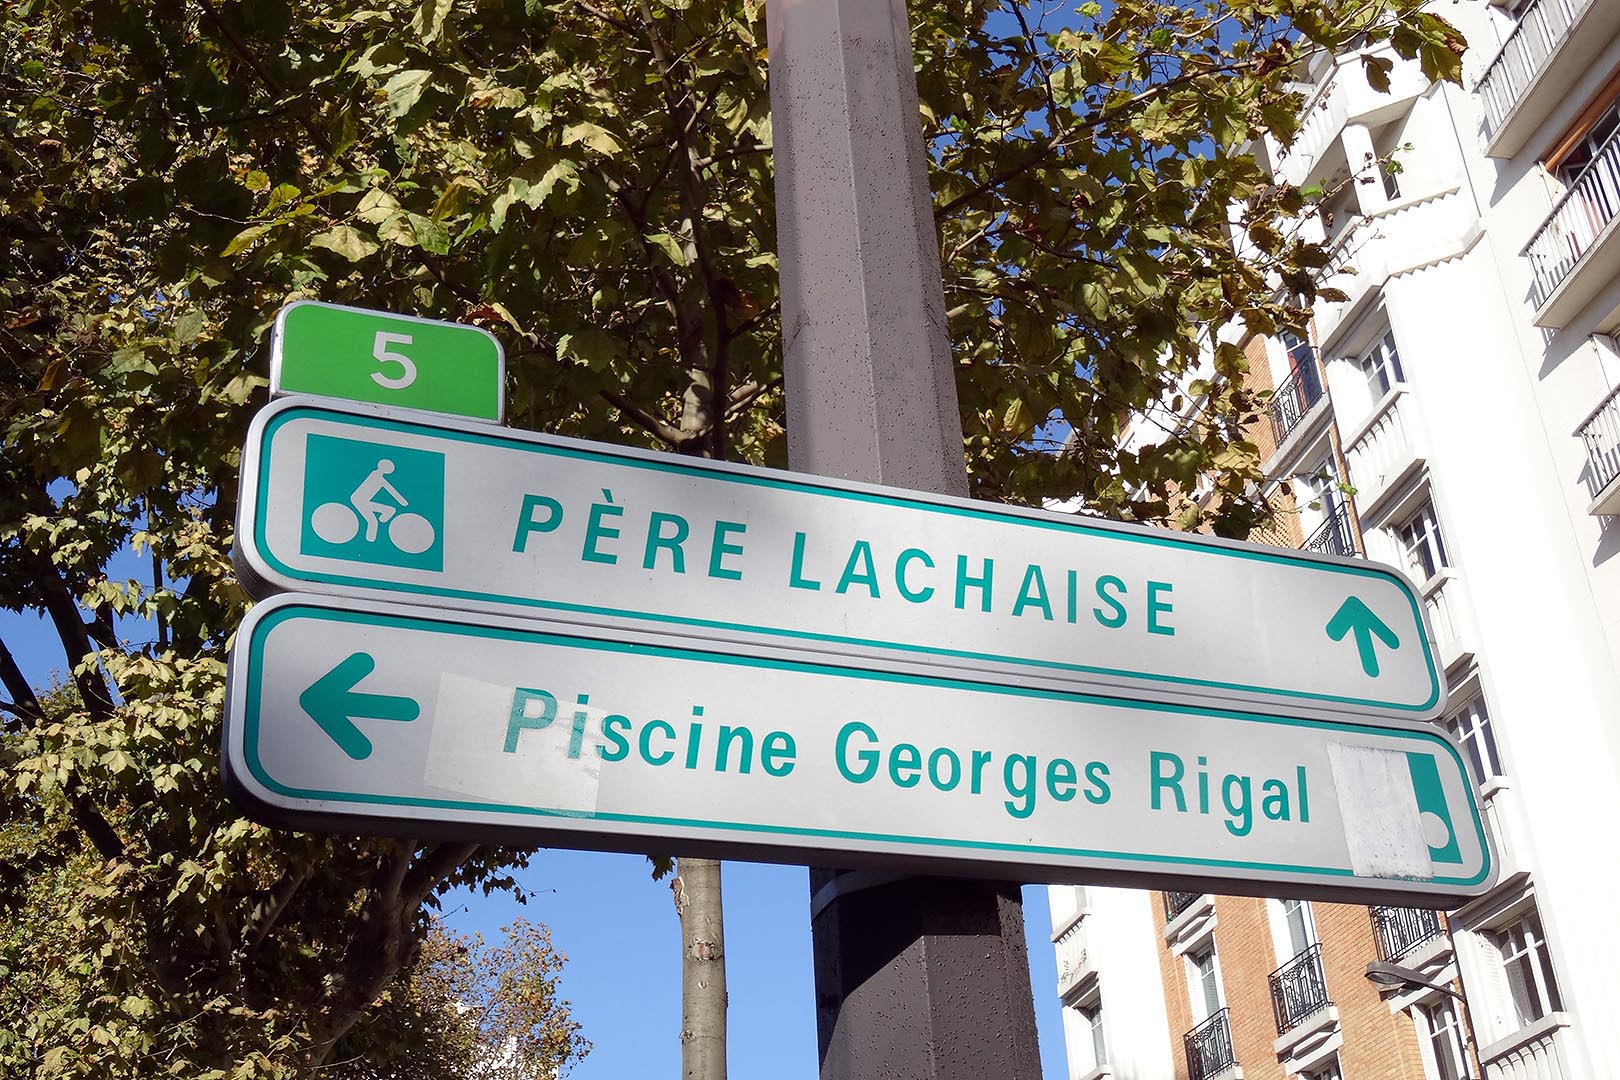 5
PÈRE LACHAISE
Piscine Georges Rigal